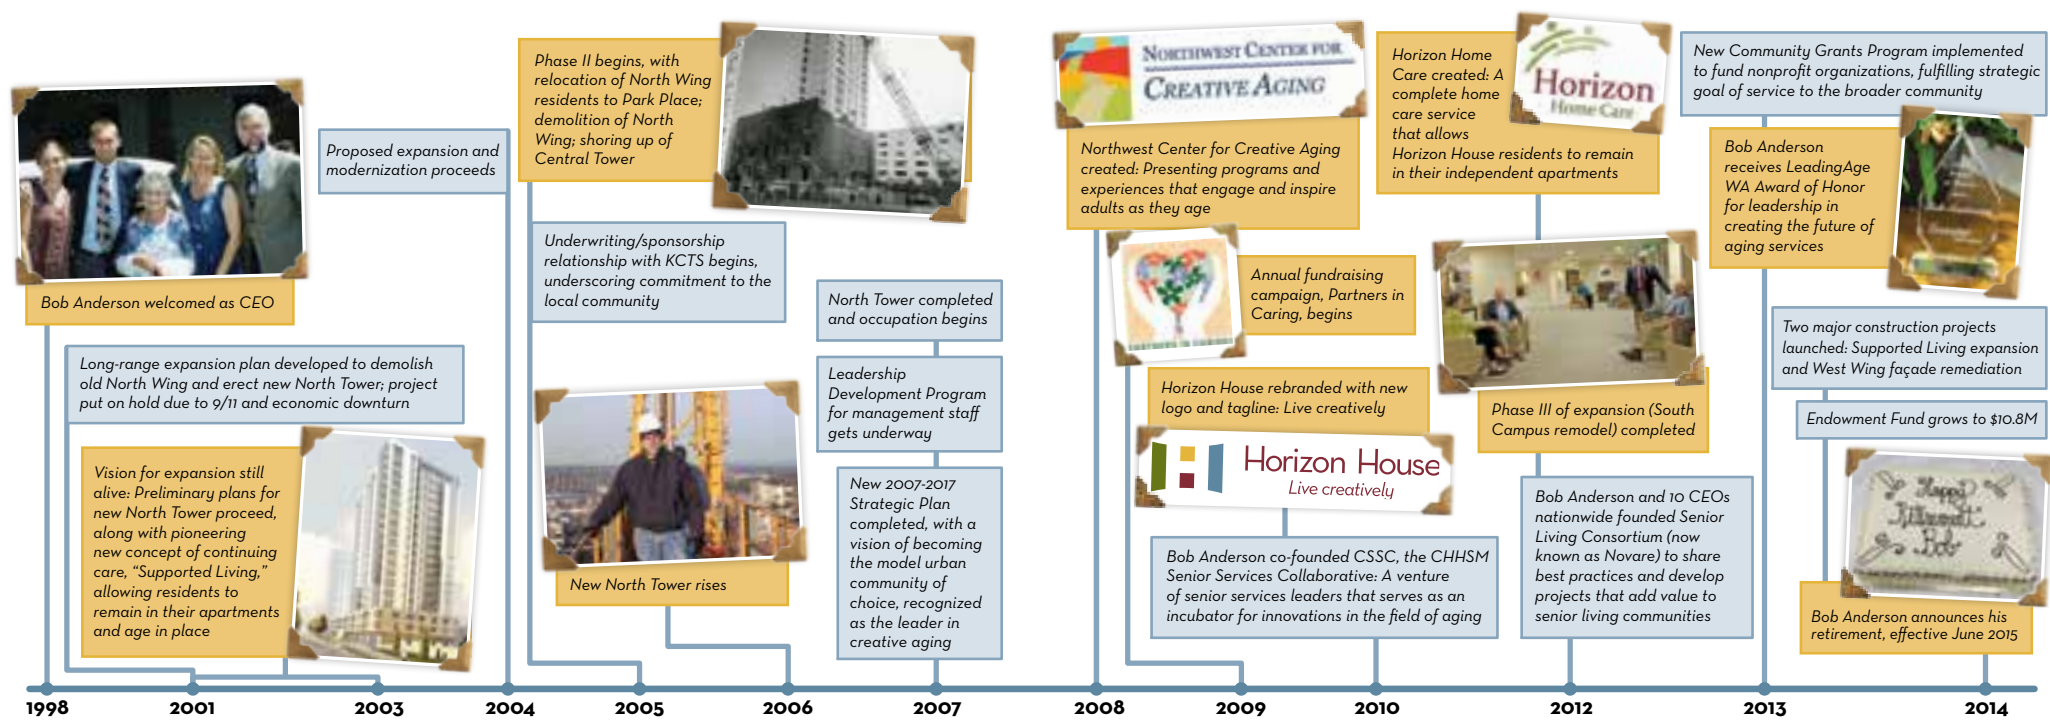 Bob Anderson welcomed as CEO
Long-range expansion plan developed to demolish
old North Wing and erect new North Tower; project
put on hold due to 9/11 and economic downturn
Vision for expansion still
alive: Preliminary plans for
new North Tower proceed,
along with pioneering
new concept of continuing
care, “Supported Living,”
allowing residents to
remain in their apartments
and age in place
Proposed expansion and
modernization proceeds
Phase II begins, with
relocation of North Wing
residents to Park Place;
demolition of North
Wing; shoring up of
Central Tower
Underwriting/sponsorship
relationship with KCTS begins,
underscoring commitment to the
local community
New North Tower rises
North Tower completed
and occupation begins
Leadership
Development Program
for management staff
gets underway
New 2007-2017
Strategic Plan
completed, with a
vision of becoming
the model urban
community of
choice, recognized
as the leader in
creative aging
Northwest Center for
Creative Aging
Northwest Center for Creative Aging
created: Presenting programs and
experiences that engage and inspire
adults as they age
Annual fundraising
campaign, Partners in
Caring, begins
Horizon House rebranded with new
logo and tagline: Live creatively
Horizon House
Live creatively
Bob Anderson co-founded CSSC, the CHHSM
Senior Services Collaborative: A venture
of senior services leaders that serves as an
incubator for innovations in the field of aging
Horizon Home
Care created: A
complete home
care service
that allows
Horizon House residents to remain
in their independent apartments
Horizon
Home Care
Phase III of expansion (South
Campus remodel) completed
Bob Anderson and 10 CEOs
nationwide founded Senior
Living Consortium (now
known as Novare) to share
best practices and develop
projects that add value to
senior living communities
New Community Grants Program implemented
to fund nonprofit organizations, fulfilling strategic
goal of service to the broader community
Bob Anderson
receives LeadingAge
WA Award of Honor
for leadership in
creating the future of
aging services
Two major construction projects
launched: Supported Living expansion
and West Wing façade remediation
Endowment Fund grows to $10.8M
Happy
Retirement
Bob
Bob Anderson announces his
retirement, effective June 2015
1998
2001
2003
2004
2005
2006
2007
2008
2009
2010
2012
2013
2014